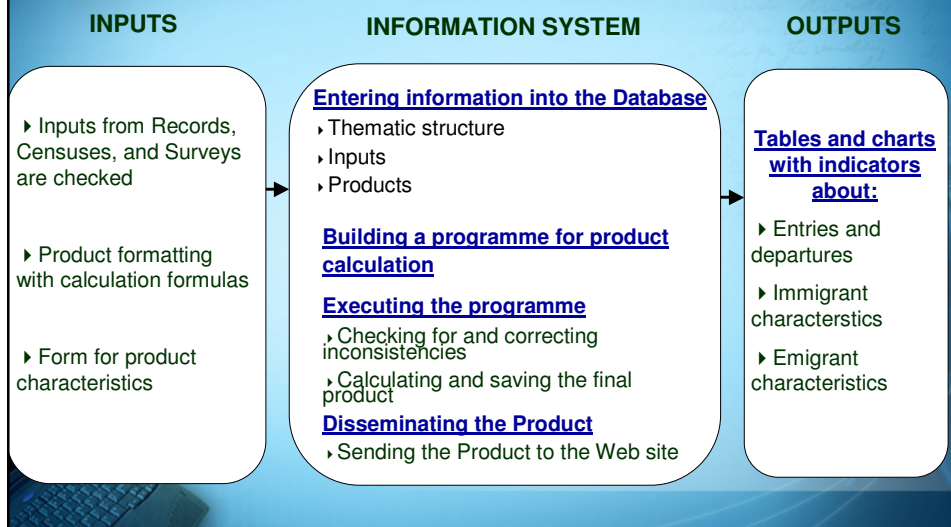 INPUTS
▸Inputs from Records,
Censuses, and Surveys
are checked
▸Product formatting
with calculation formulas
▸Form for product
characteristics
INFORMATION SYSTEM
Entering information into the Database
▸Thematic structure
▸Inputs
▸Products
Building a programme for product
calculation
Executing the programme
▸Checking for and correcting
inconsistencies
▸Calculating and saving the final
product
Disseminating the Product
▸Sending the Product to the Web site
OUTPUTS
Tables and charts
with indicators
about:
▸Entries and
departures
▸Immigrant
characterstics
▸Emigrant
characteristics